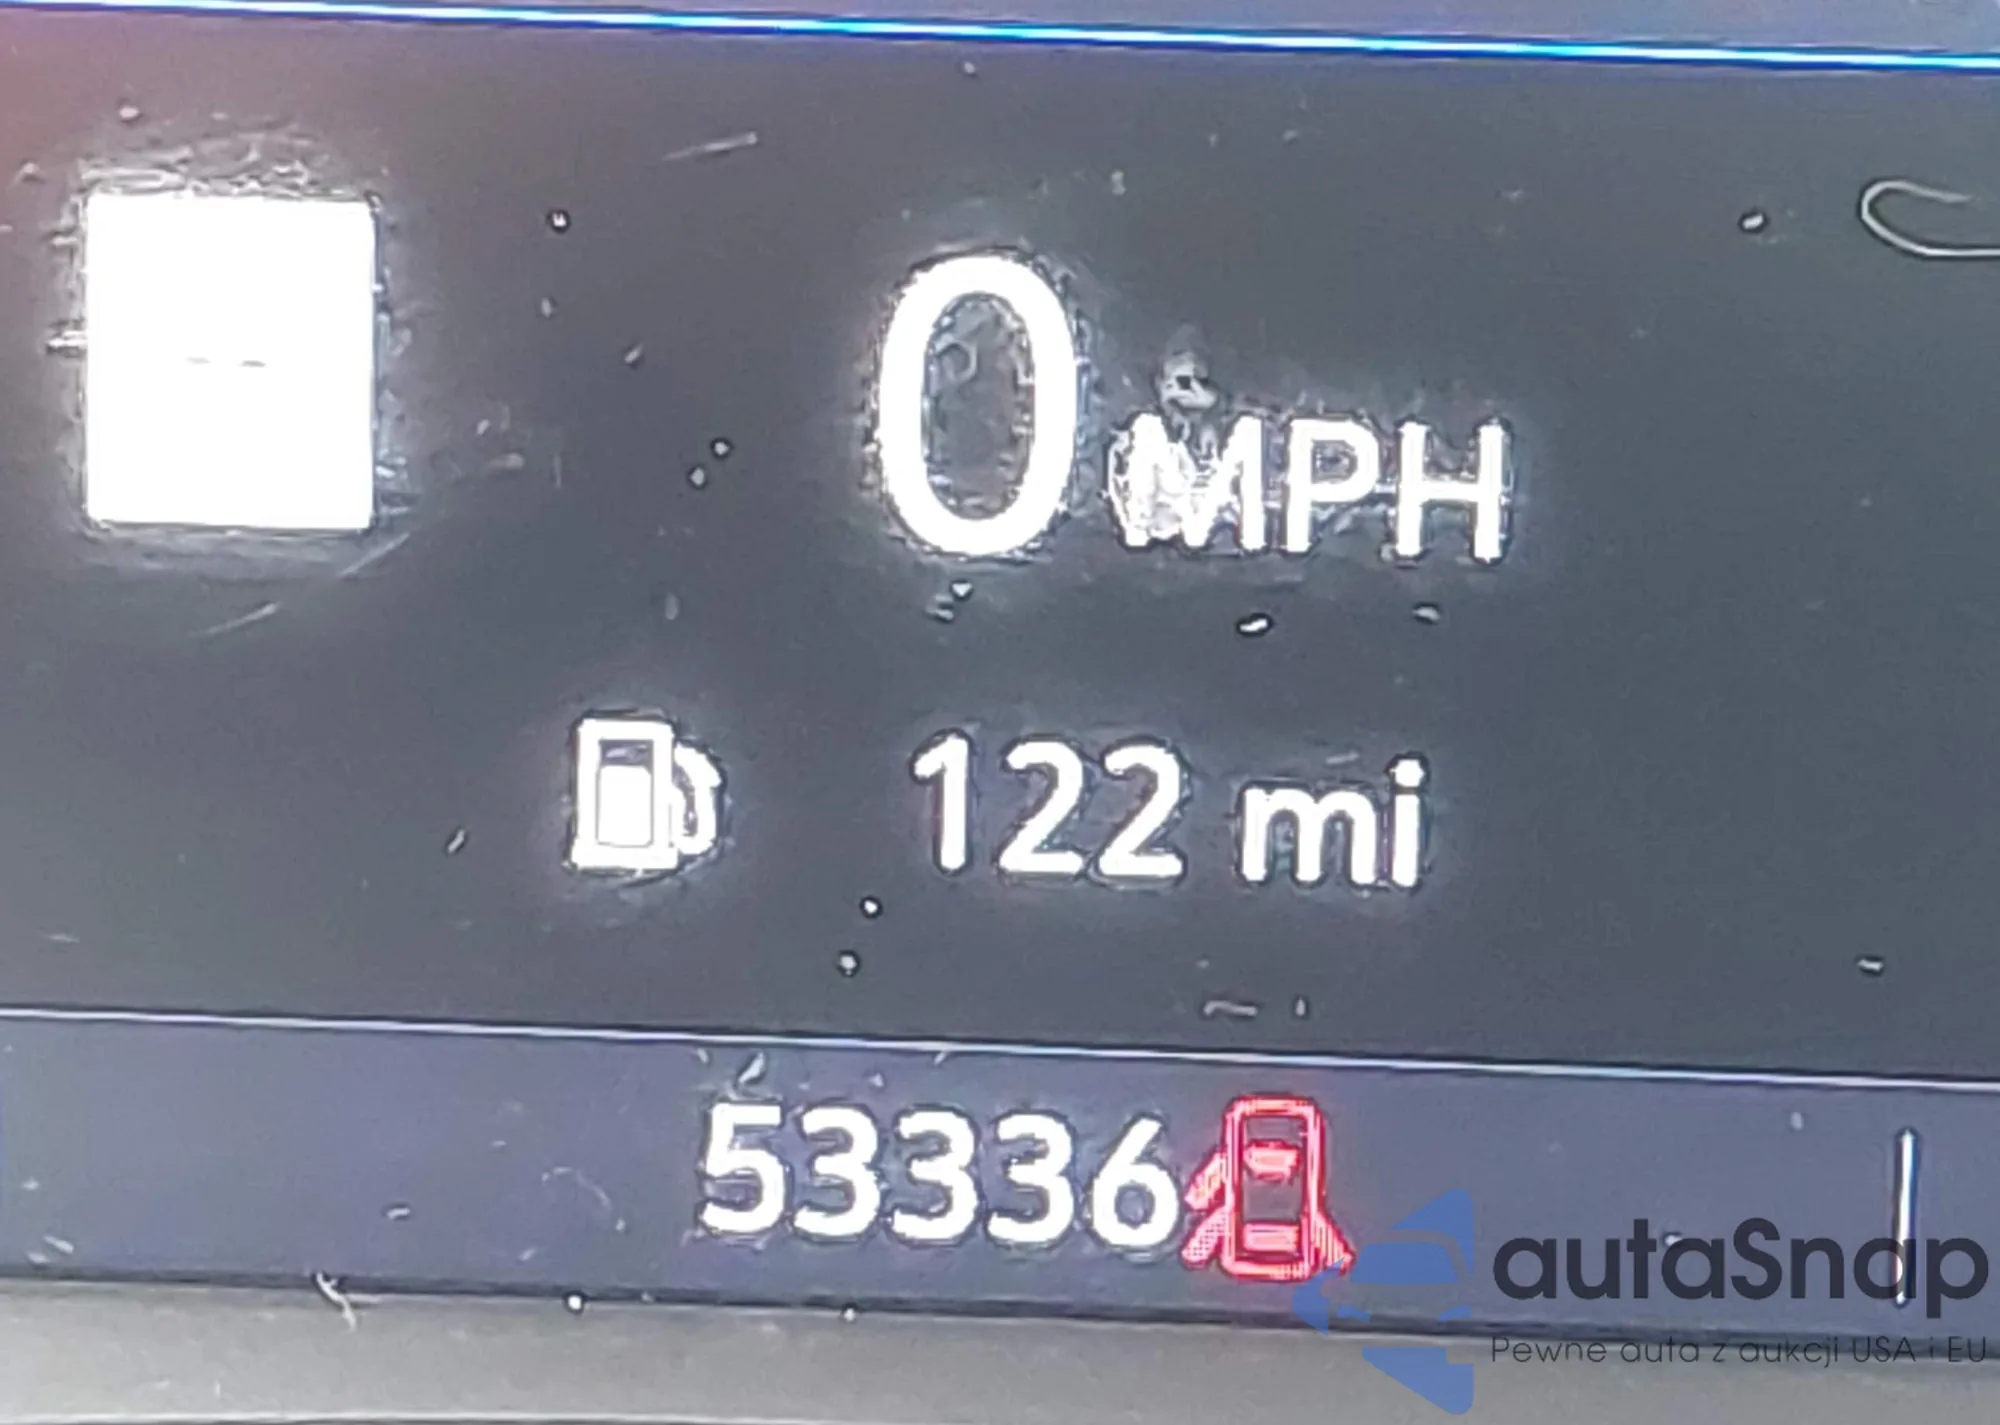 0 MPH
122 mi
53336
autaSnap
Pewne auta z aukcji USA i EU